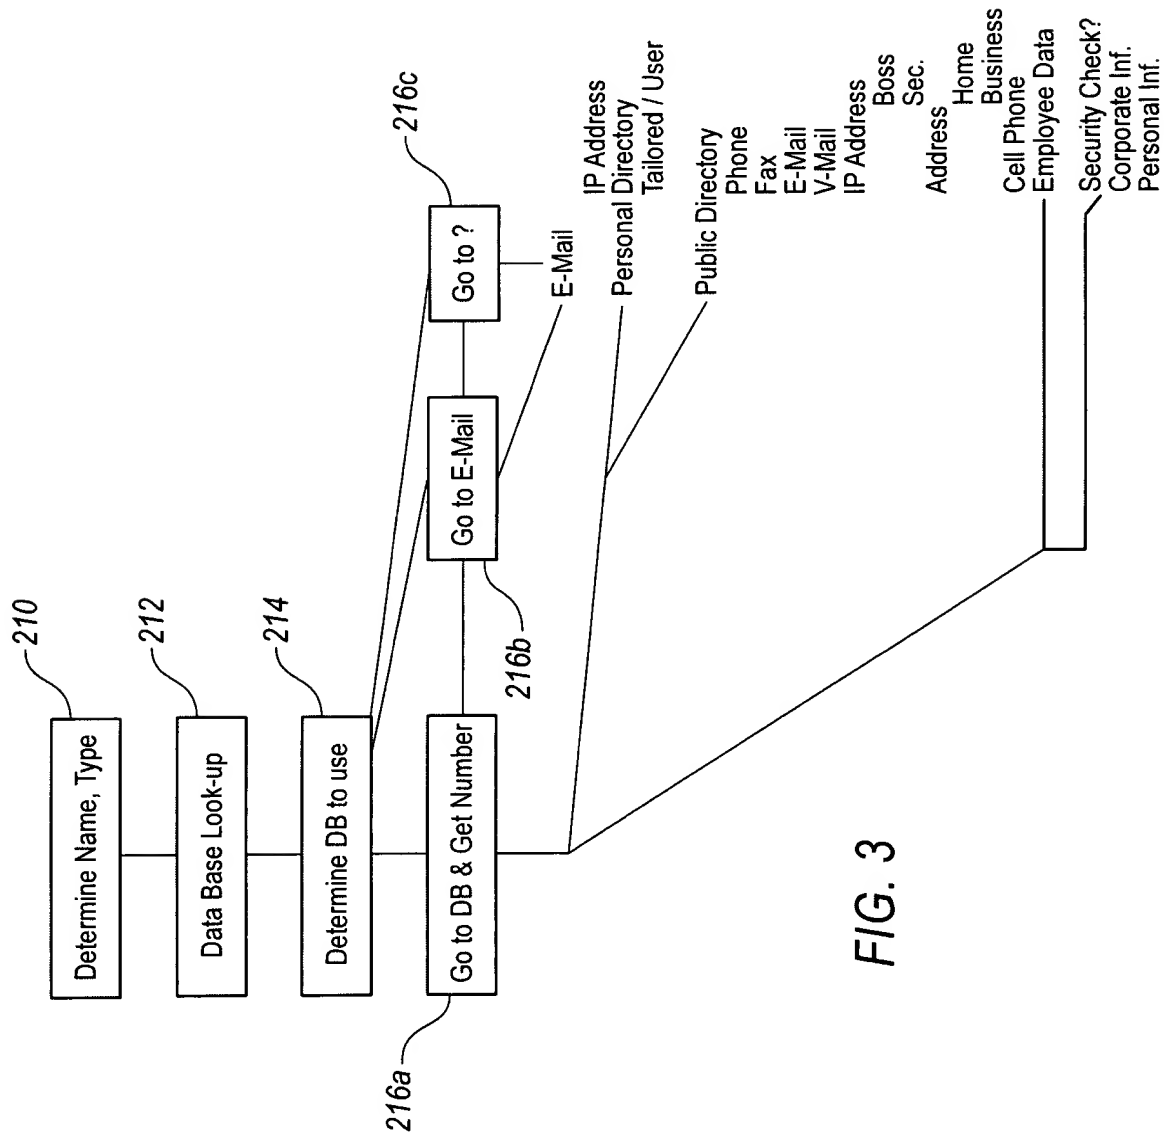 210
Determine Name, Type
212
Data Base Look-up
214
Determine DB to use
216a
Go to DB & Get Number
216b
Go to E-Mail
216c
Go to ?
E-Mail
IP Address
Personal Directory
Tailored / User
Public Directory
Phone
Fax
E-Mail
V-Mail
IP Address
Boss
Sec.
Address
Home
Business
Cell Phone
Employee Data
Security Check?
Corporate Inf.
Personal Inf.
FIG. 3